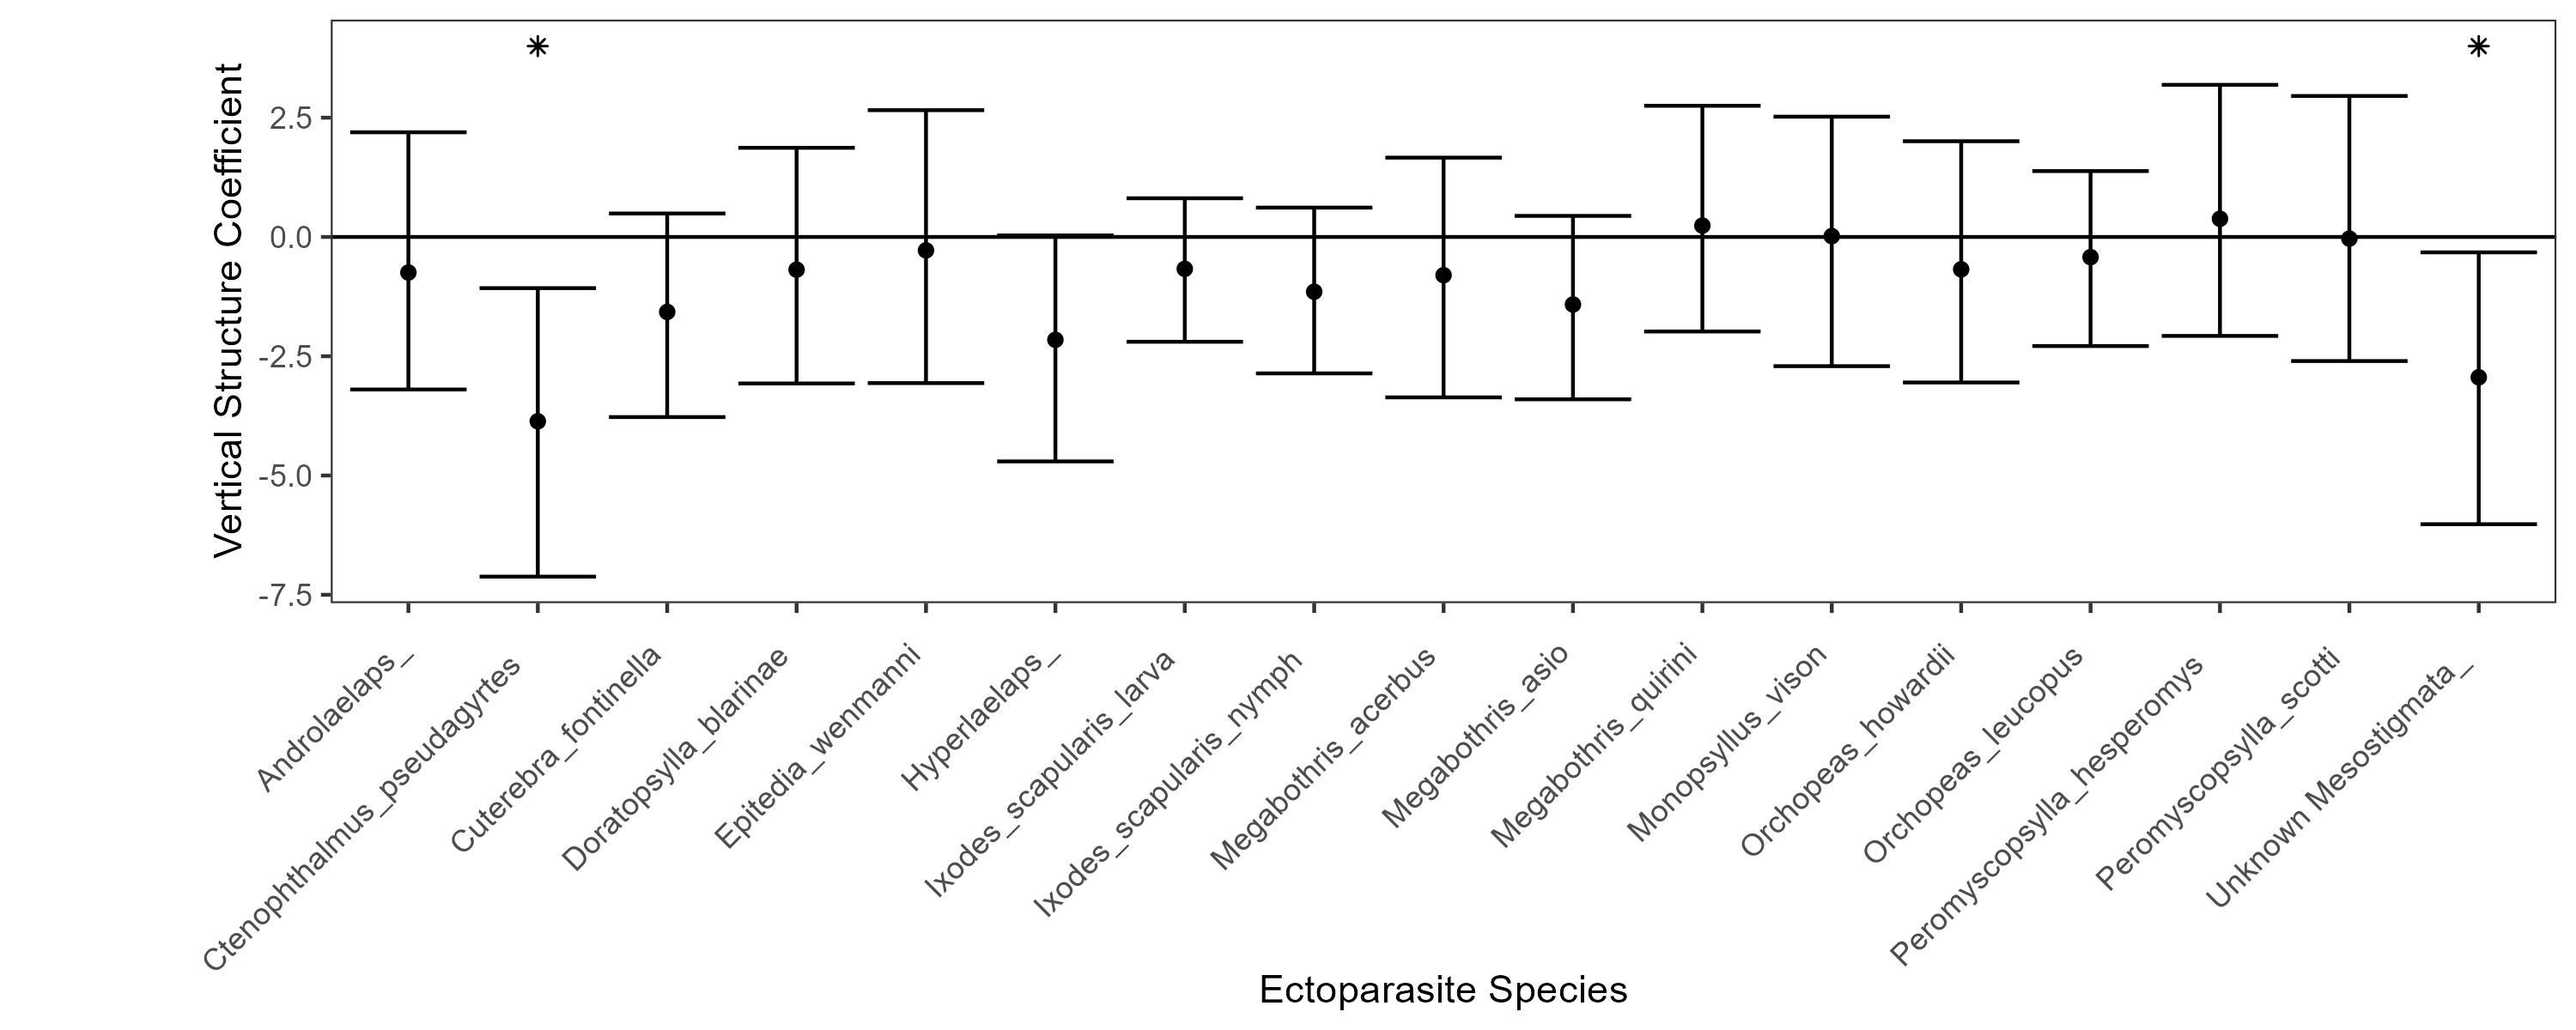 Vertical Structure Coefficient
2.5
0.0
-2.5
-5.0
-7.5
Androlaelaps_
Ctenophthalmus_pseudagyrtes
Cuterebra_fontinella
Doratopsylla_blarinae
Epitedia_wenmanni
Hyperlaelaps_
Ixodes_scapularis_larva
Ixodes_scapularis_nymph
Megabothris_acerbus
Megabothris_asio
Megabothris_quirini
Monopsyllus_vison
Orchopeas_howardii
Orchopeas_leucopus
Peromyscopsylla_hesperomys
Peromyscopsylla_scotti
Unknown Mesostigmata_
Ectoparasite Species